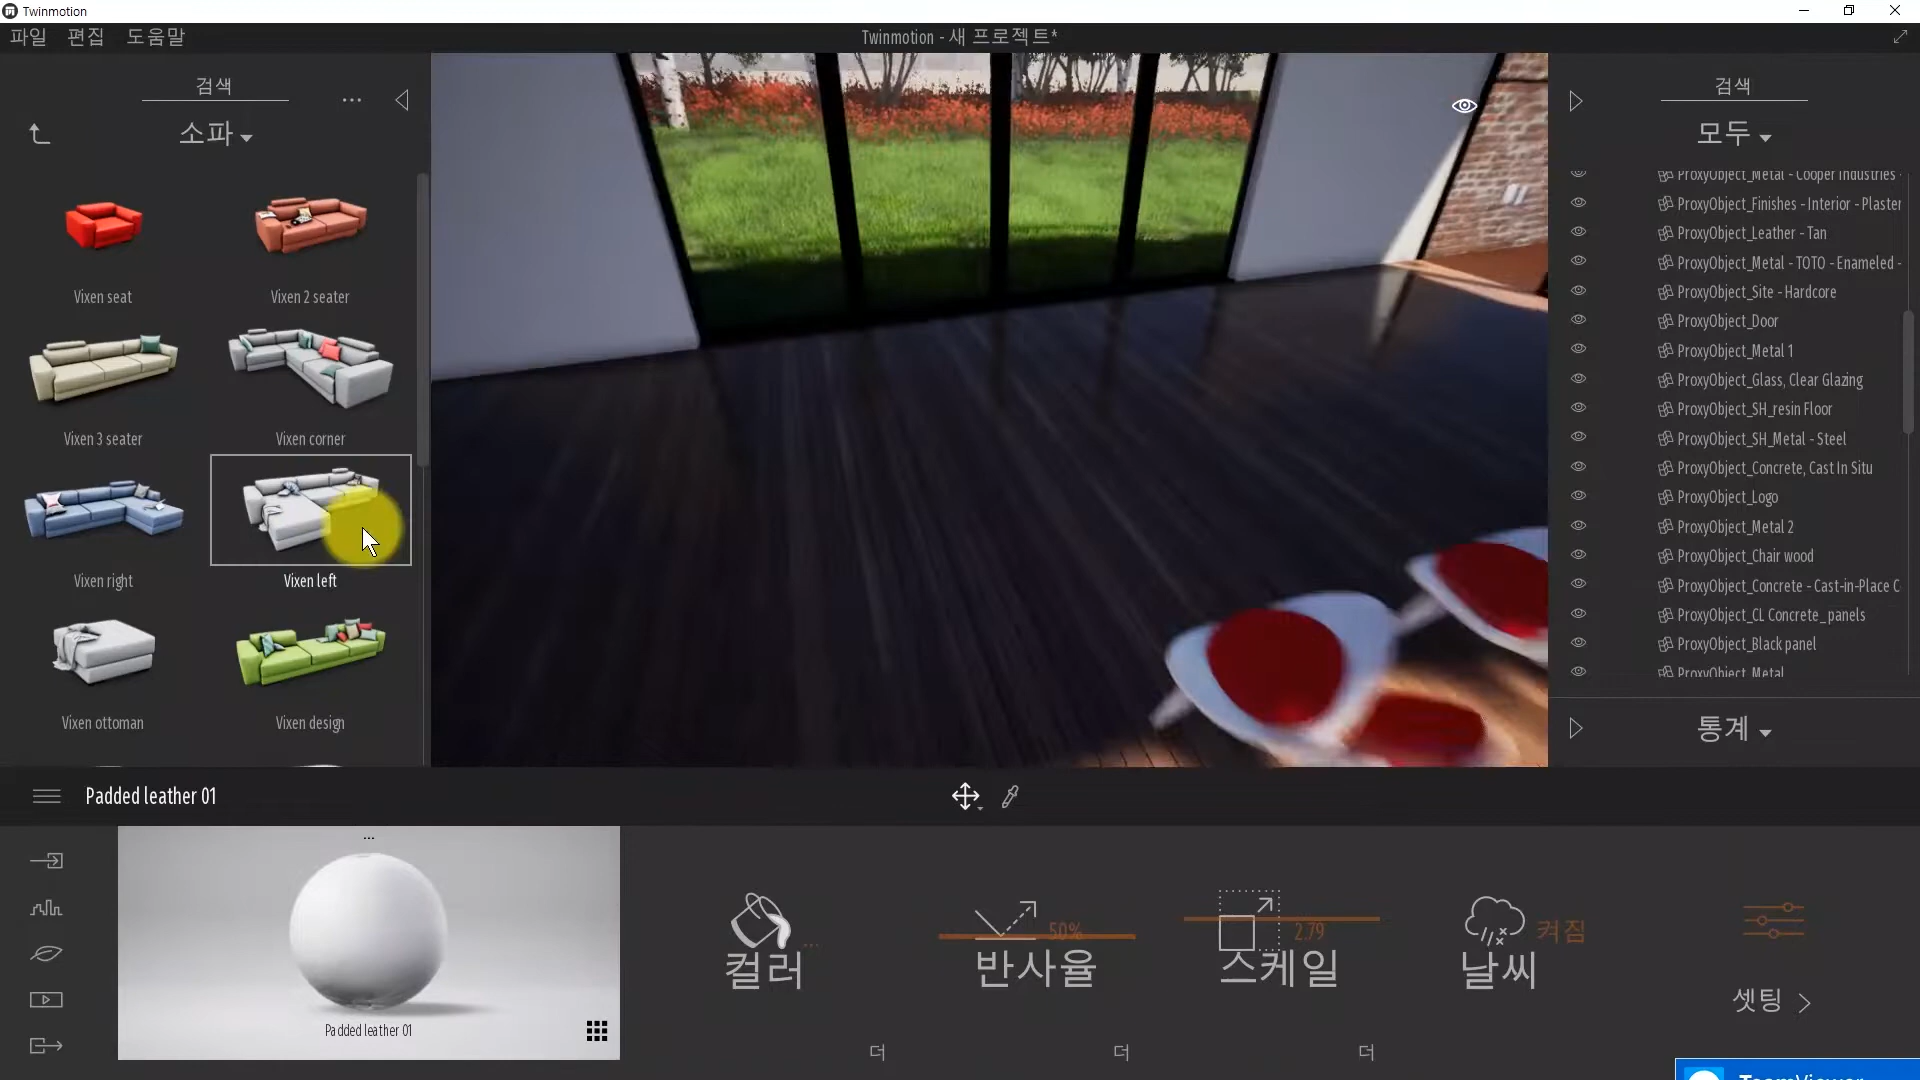 Twinmotion
파일 편집 도움말
Twinmotion - 새 프로젝트*
검색
...
소파
Vixen seat
Vixen 2 seater
Vixen 3 seater
Vixen corner
Vixen right
Vixen left
Vixen ottoman
Vixen design
검색
모두
ProxyObject_Metal - Cooper Industries -
ProxyObject_Finishes - Interior - Plaster
ProxyObject_Leather - Tan
ProxyObject_Metal - TOTO - Enameled -
ProxyObject_Site - Hardcore
ProxyObject_Door
ProxyObject_Metal 1
ProxyObject_Glass, Clear Glazing
ProxyObject_SH_resin Floor
ProxyObject_SH_Metal - Steel
ProxyObject_Concrete, Cast In Situ
ProxyObject_Logo
ProxyObject_Metal 2
ProxyObject_Chair wood
ProxyObject_Concrete - Cast-in-Place C
ProxyObject_CL Concrete_panels
ProxyObject_Black panel
ProxyObject_Metal
통계
Padded leather 01
...
Padded leather 01
컬러
...
더
50%
반사율
더
2.79
스케일
더
켜짐
날씨
셋팅
TeamViewer